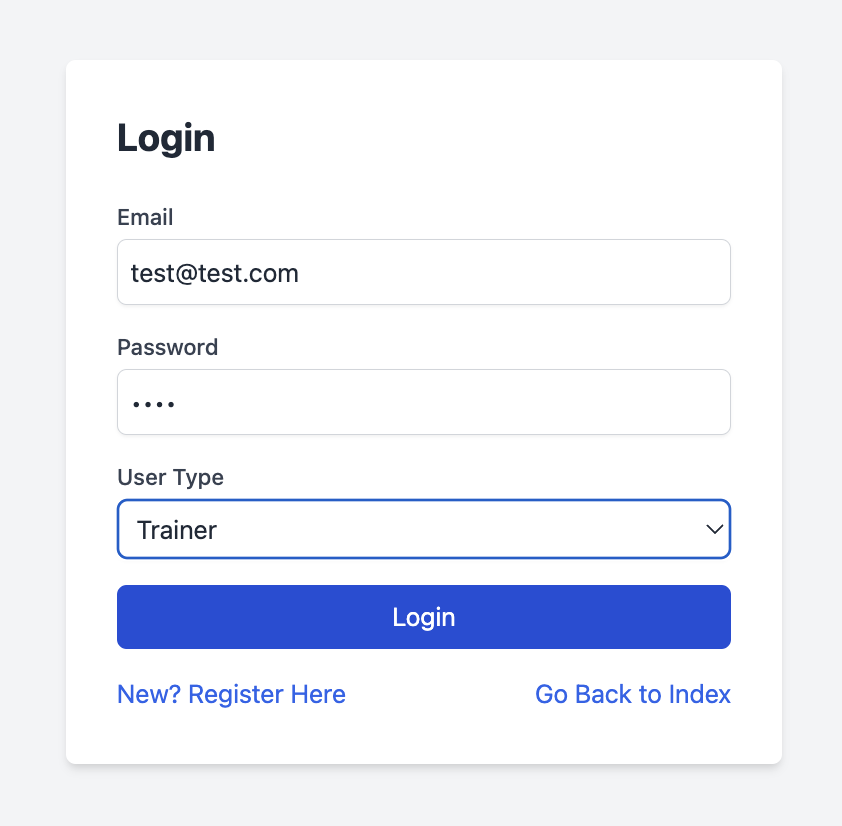 Login
Email
test@test.com
Password
••••
User Type
Trainer
Login
New? Register Here
Go Back to Index